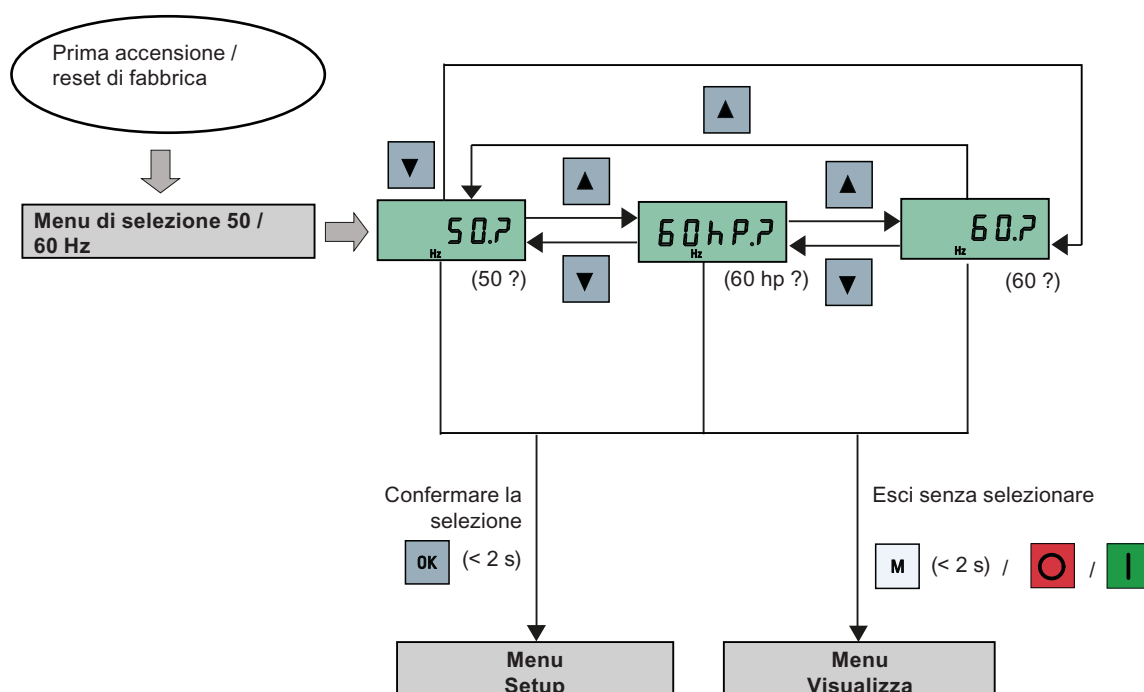 Prima accensione /
reset di fabbrica
Menu di selezione 50 /
60 Hz
50.?
Hz
(50 ?)
60hP.?
Hz
(60 hp ?)
60.?
Hz
(60 ?)
Confermare la
selezione
OK (< 2 s)
Esci senza selezionare
M (< 2 s) / /
Menu
Setup
Menu
Visualizza